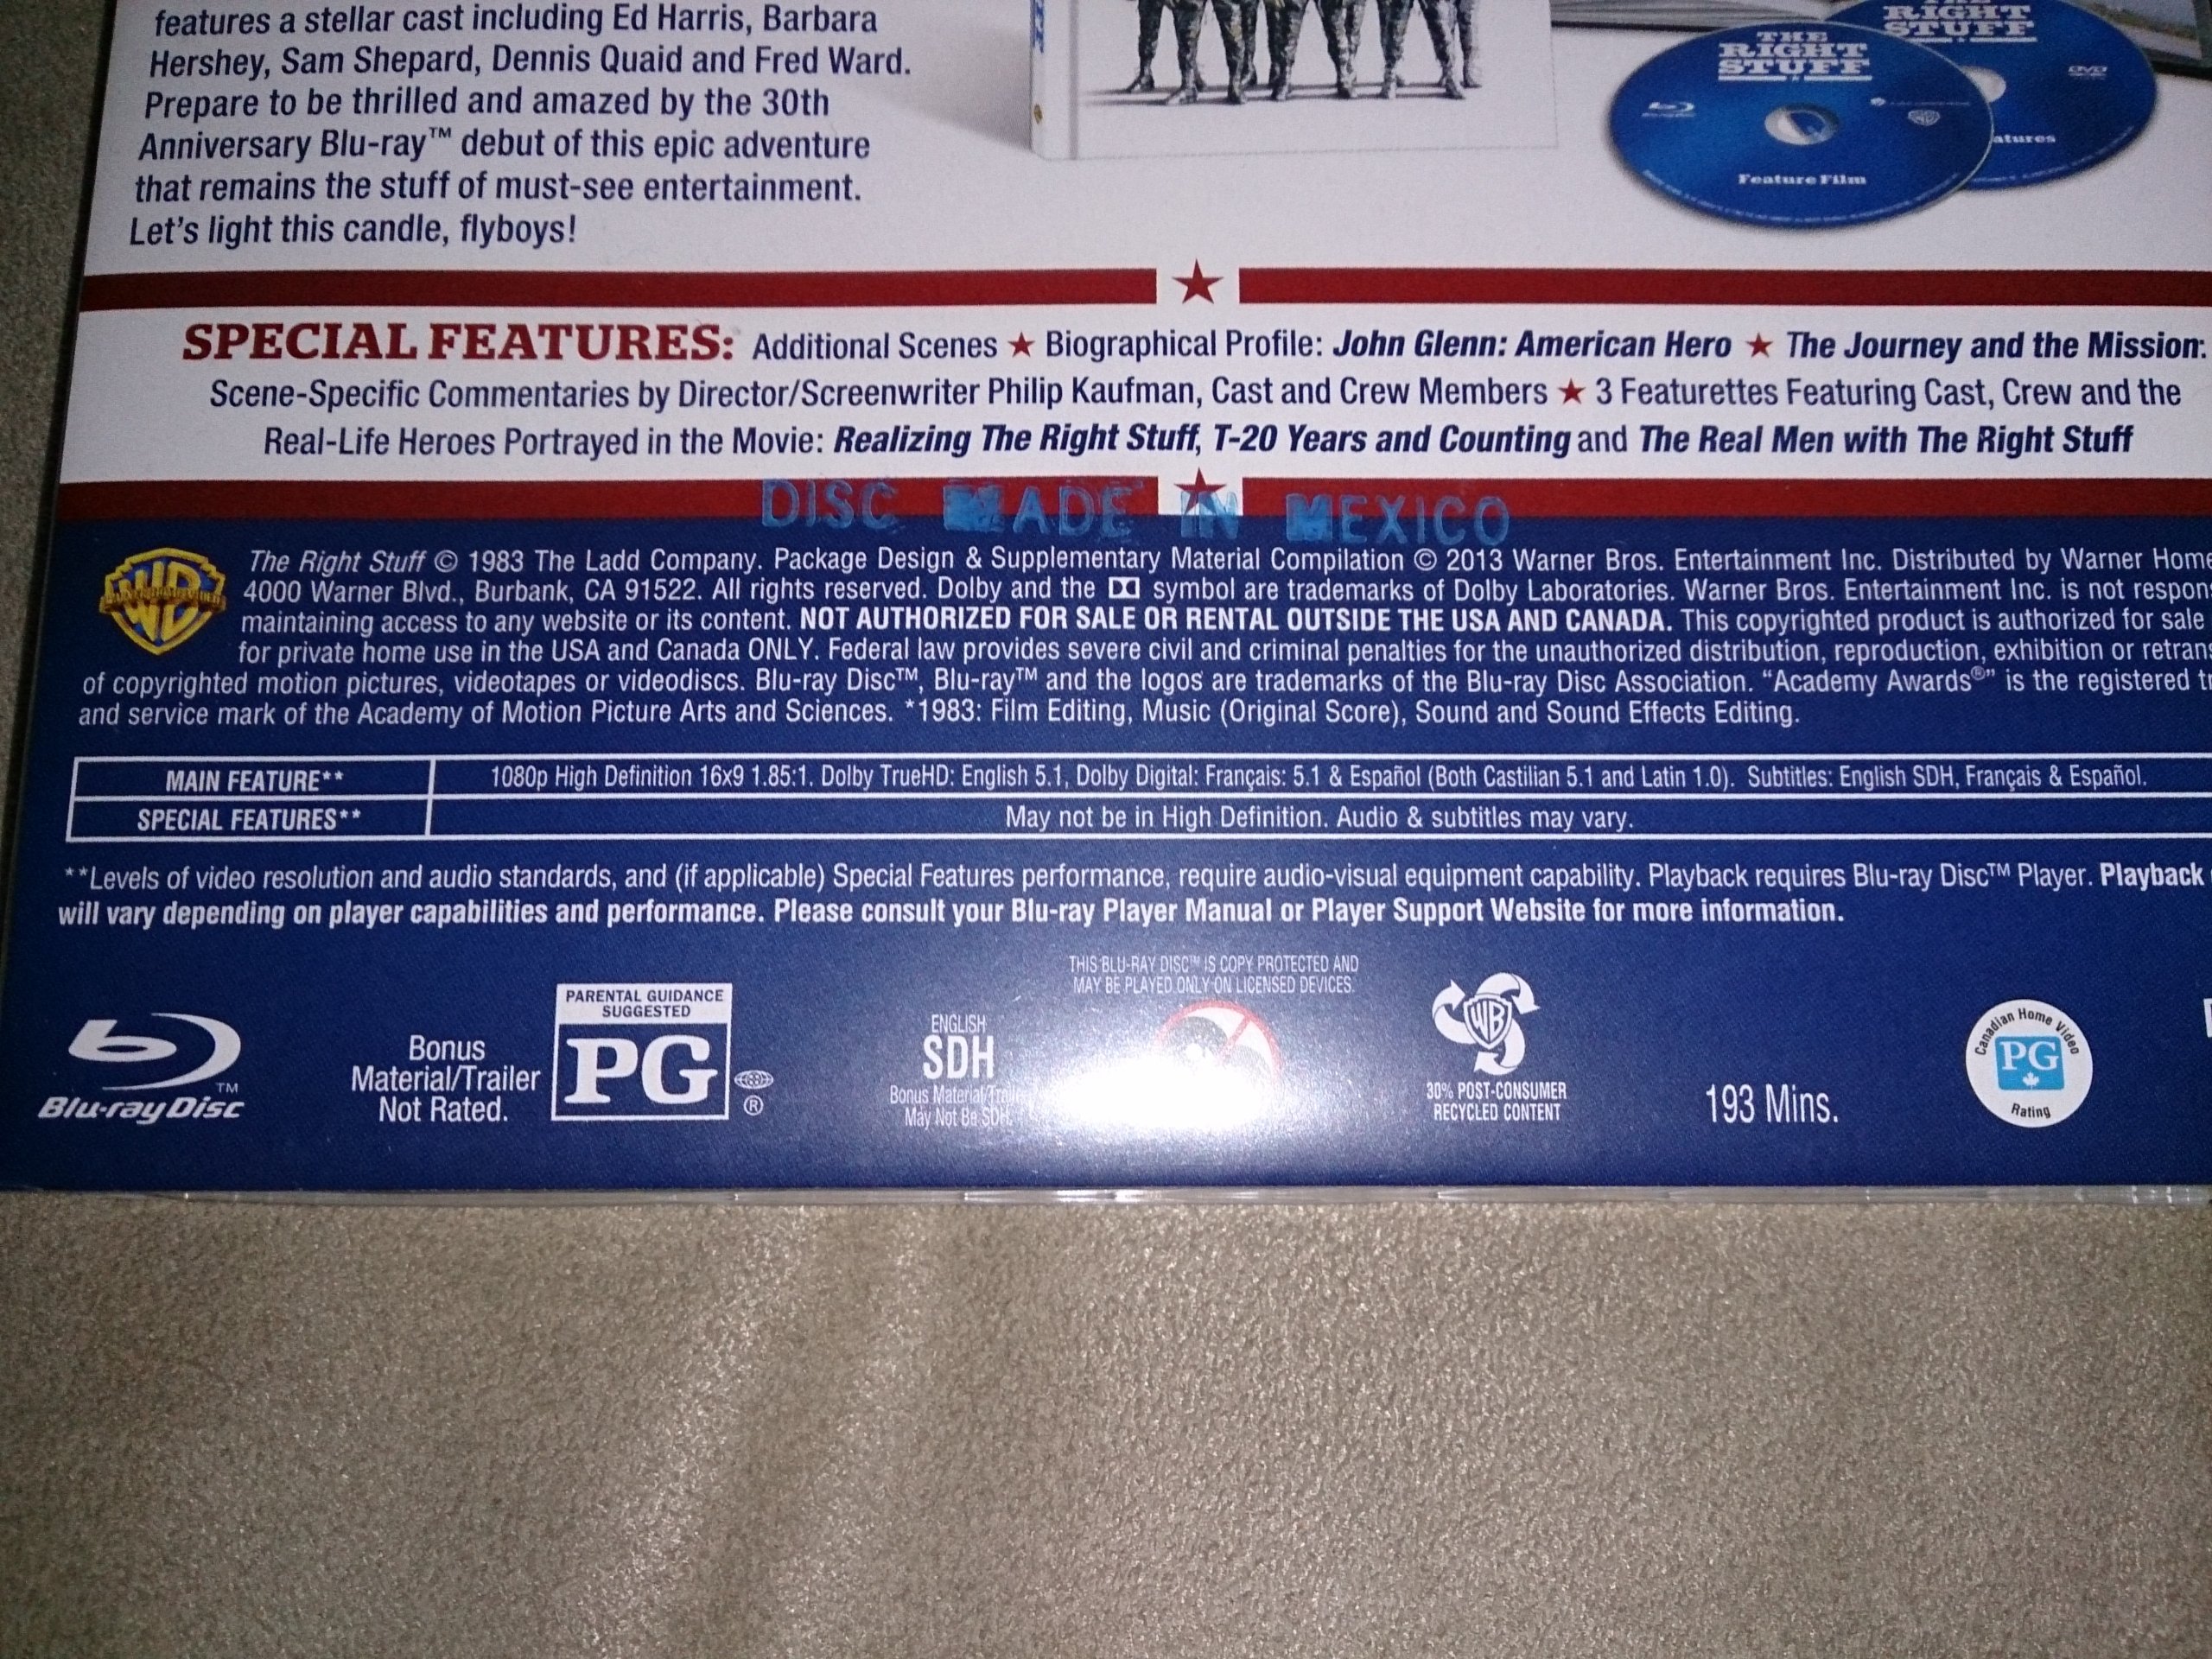 features a stellar cast including Ed Harris, Barbara
Hershey, Sam Shepard, Dennis Quaid and Fred Ward.
Prepare to be thrilled and amazed by the 30th
Anniversary Blu-ray™ debut of this epic adventure
that remains the stuff of must-see entertainment.
Let's light this candle, flyboys!
THE
RIGHT
STUFF
Feature Film
RIGHT
STUFF
DVD
atures
SPECIAL FEATURES: Additional Scenes ★ Biographical Profile: John Glenn: American Hero ★ The Journey and the Mission:
Scene-Specific Commentaries by Director/Screenwriter Philip Kaufman, Cast and Crew Members ★ 3 Featurettes Featuring Cast, Crew and the
Real-Life Heroes Portrayed in the Movie: Realizing The Right Stuff, T-20 Years and Counting and The Real Men with The Right Stuff
DISC MADE IN MEXICO
The Right Stuff © 1983 The Ladd Company. Package Design & Supplementary Material Compilation © 2013 Warner Bros. Entertainment Inc. Distributed by Warner Home
4000 Warner Blvd., Burbank, CA 91522. All rights reserved. Dolby and the symbol are trademarks of Dolby Laboratories. Warner Bros. Entertainment Inc. is not respon
maintaining access to any website or its content. NOT AUTHORIZED FOR SALE OR RENTAL OUTSIDE THE USA AND CANADA. This copyrighted product is authorized for sale
for private home use in the USA and Canada ONLY. Federal law provides severe civil and criminal penalties for the unauthorized distribution, reproduction, exhibition or retran
of copyrighted motion pictures, videotapes or videodiscs. Blu-ray Disc™, Blu-ray™ and the logos are trademarks of the Blu-ray Disc Association. “Academy Awards®” is the registered tr
and service mark of the Academy of Motion Picture Arts and Sciences. *1983: Film Editing, Music (Original Score), Sound and Sound Effects Editing.
MAIN FEATURE** 1080p High Definition 16x9 1.85:1. Dolby TrueHD: English 5.1, Dolby Digital: Français: 5.1 & Español (Both Castilian 5.1 and Latin 1.0). Subtitles: English SDH, Français & Español.
SPECIAL FEATURES** May not be in High Definition. Audio & subtitles may vary.
**Levels of video resolution and audio standards, and (if applicable) Special Features performance, require audio-visual equipment capability. Playback requires Blu-ray Disc™ Player. Playback
will vary depending on player capabilities and performance. Please consult your Blu-ray Player Manual or Player Support Website for more information.
Blu-ray Disc™
Bonus
Material/Trailer
Not Rated.
PARENTAL GUIDANCE
SUGGESTED
PG
®
ENGLISH
SDH
Bonus Material/Trailer
May Not Be SDH.
THIS BLU-RAY DISC™ IS COPY PROTECTED AND
MAY BE PLAYED ONLY ON LICENSED DEVICES
WB
30% POST-CONSUMER
RECYCLED CONTENT
193 Mins.
Canadian Home Video
PG
Rating